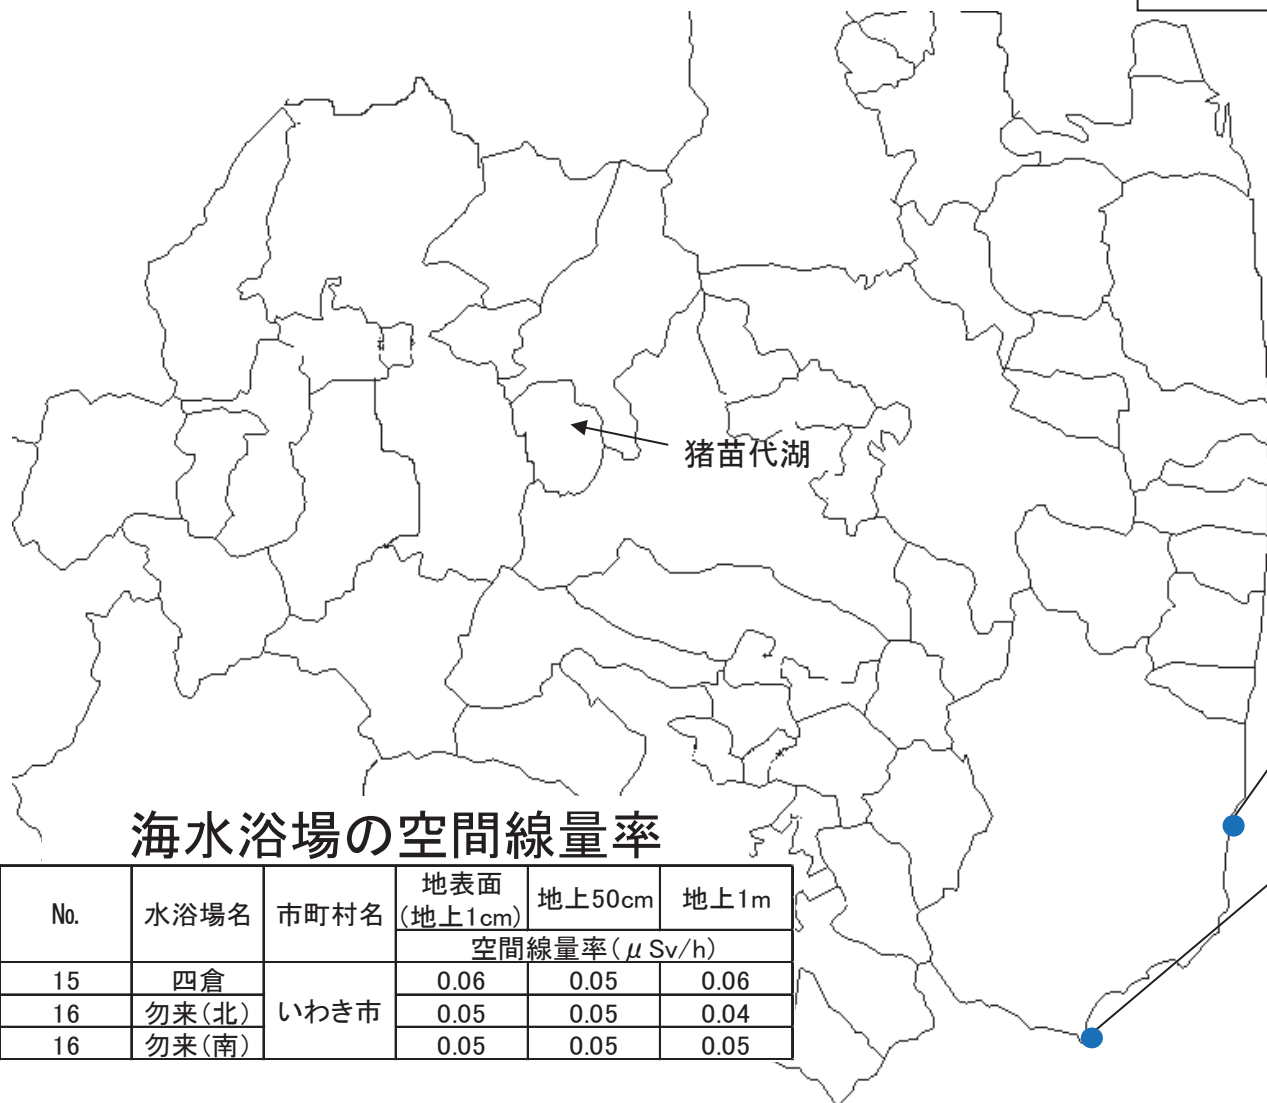 猪苗代湖
海水浴場の空間線量率
No. 水浴場名 市町村名 地表面(地上1cm) 地上50cm 地上1m
空間線量率(μSv/h)
15 四倉 いわき市 0.06 0.05 0.06
16 勿来(北) 0.05 0.05 0.04
16 勿来(南) 0.05 0.05 0.05